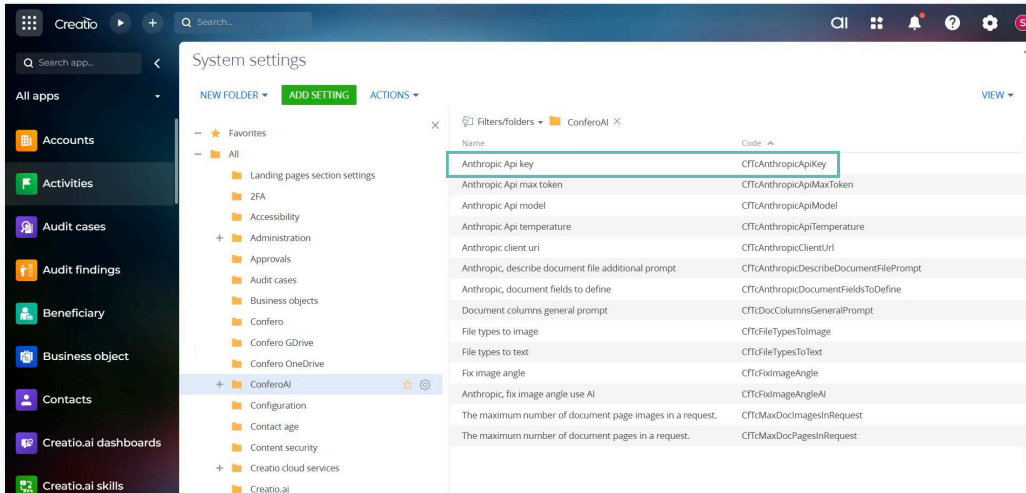 Creatio
Search...
aı
S
Search app...
All apps
Accounts
Activities
Audit cases
Audit findings
Beneficiary
Business object
Contacts
Creatio.ai dashboards
Creatio.ai skills
System settings
NEW FOLDER
ADD SETTING
ACTIONS
VIEW
Favorites
All
Landing pages section settings
2FA
Accessibility
Administration
Approvals
Audit cases
Business objects
Confero
Confero GDrive
Confero OneDrive
ConferoAI
Configuration
Contact age
Content security
Creatio cloud services
Creatio.ai
Filters/folders ConferoAI
Name Code
Anthropic Api key CfTcAnthropicApiKey
Anthropic Api max token CfTcAnthropicApiMaxToken
Anthropic Api model CfTcAnthropicApiModel
Anthropic Api temperature CfTcAnthropicApiTemperature
Anthropic client uri CfTcAnthropicClientUrl
Anthropic, describe document file additional prompt CfTcAnthropicDescribeDocumentFilePrompt
Anthropic, document fields to define CfTcAnthropicDocumentFieldsToDefine
Document columns general prompt CfTcDocColumnsGeneralPrompt
File types to image CfTcFileTypesToImage
File types to text CfTcFileTypesToText
Fix image angle CfTcFixImageAngle
Anthropic, fix image angle use AI CfTcFixImageAngleAI
The maximum number of document page images in a request. CfTcMaxDocImagesInRequest
The maximum number of document pages in a request. CfTcMaxDocPagesInRequest